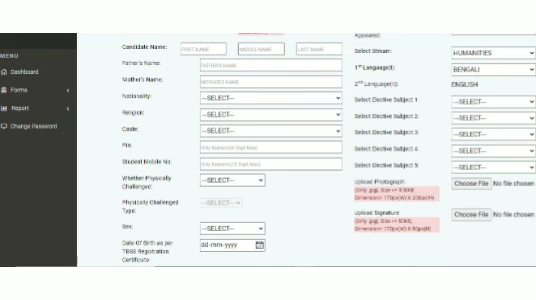 MENU
Dashboard
Forms
Report
Change Password
Candidate Name:
FIRST NAME
MIDDLE NAME
LAST NAME
Father's Name:
FATHER'S NAME
Mother's Name:
MOTHER'S NAME
Nationality:
---SELECT---
Religion:
---SELECT---
Caste:
---SELECT---
Pin
Only Numeric(6 Digit Max)
Student Mobile No:
Only Numeric(10 Digit Max)
Whether Physically
Challenged:
---SELECT---
Physically Challenged
Type:
---SELECT---
Sex:
---SELECT---
Date Of Birth as per
TBSE Registration
Certificate:
dd-mm-yyyy
Appeared:
Select Stream:
HUMANITIES
1st Language(I):
BENGALI
2nd Language(II):
ENGLISH
Select Elective Subject 1
---SELECT---
Select Elective Subject 2
---SELECT---
Select Elective Subject 3
---SELECT---
Select Elective Subject 4
---SELECT---
Select Elective Subject 5
---SELECT---
Upload Photograph
(Only .jpg), Size <= 100KB
Dimension= 170px(W) X 200px(H)
Choose File No file chosen
Upload Signature
(Only .jpg), Size <= 50KB,
Dimension= 170px(W) X 50px(H)
Choose File No file chosen